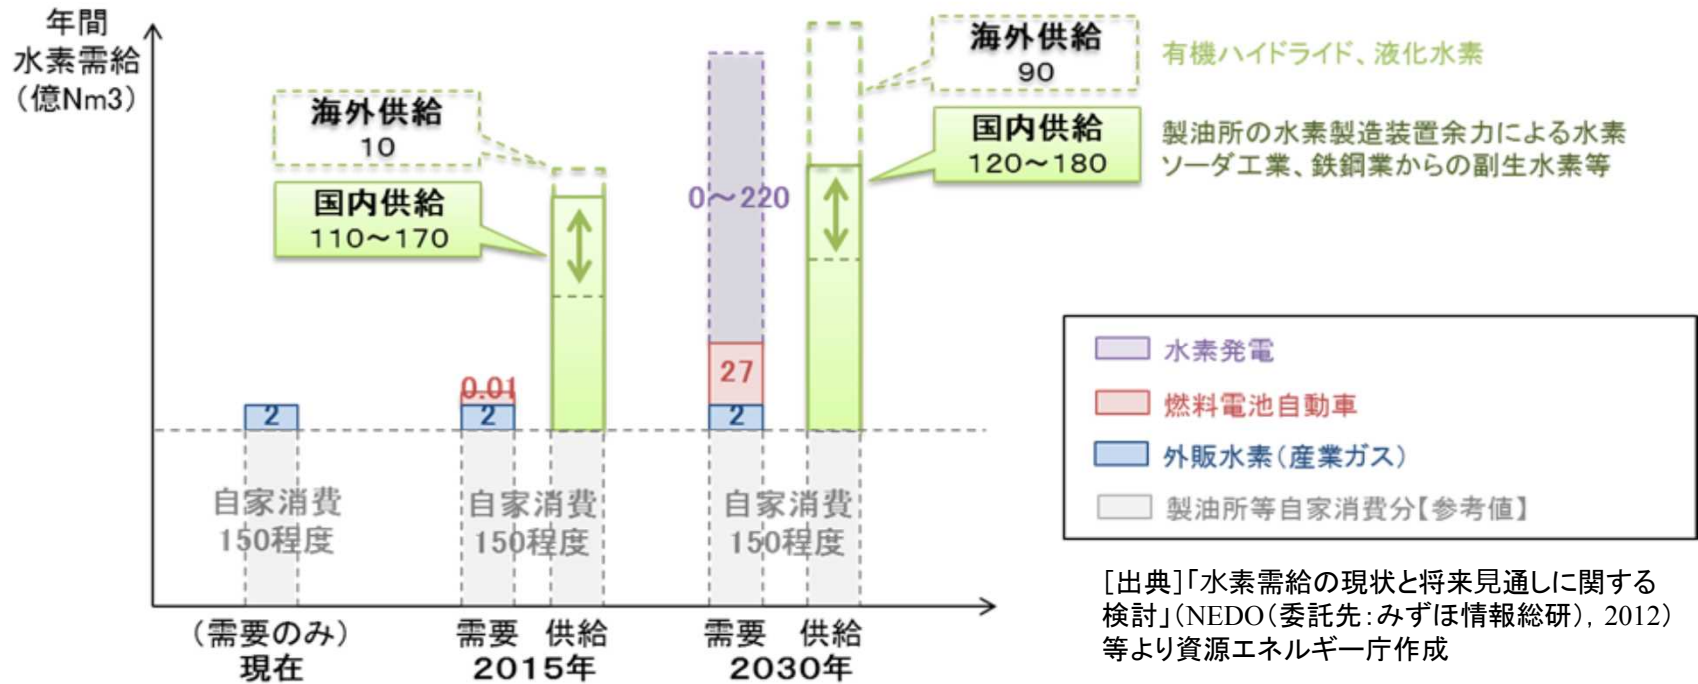 年間
水素需給
(億Nm3)
海外供給
10
国内供給
110～170
海外供給
90
国内供給
120～180
有機ハイドライド、液化水素
製油所の水素製造装置余力による水素
ソーダ工業、鉄鋼業からの副生水素等
0～220
27
2
0.01
2
2
自家消費
150程度
自家消費
150程度
自家消費
150程度
(需要のみ)
現在
需要 供給
2015年
需要 供給
2030年
水素発電
燃料電池自動車
外販水素(産業ガス)
製油所等自家消費分【参考値】
[出典]「水素需給の現状と将来見通しに関する
検討」(NEDO(委託先:みずほ情報総研), 2012)
等より資源エネルギー庁作成